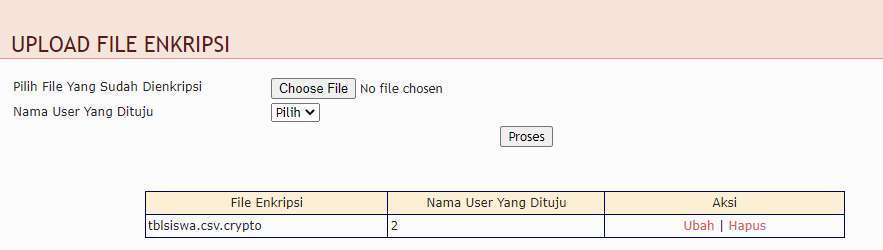 UPLOAD FILE ENKRIPSI
Pilih File Yang Sudah Dienkripsi Choose File No file chosen
Nama User Yang Dituju Pilih
Proses
File Enkripsi Nama User Yang Dituju Aksi
tblsiswa.csv.crypto 2 Ubah | Hapus